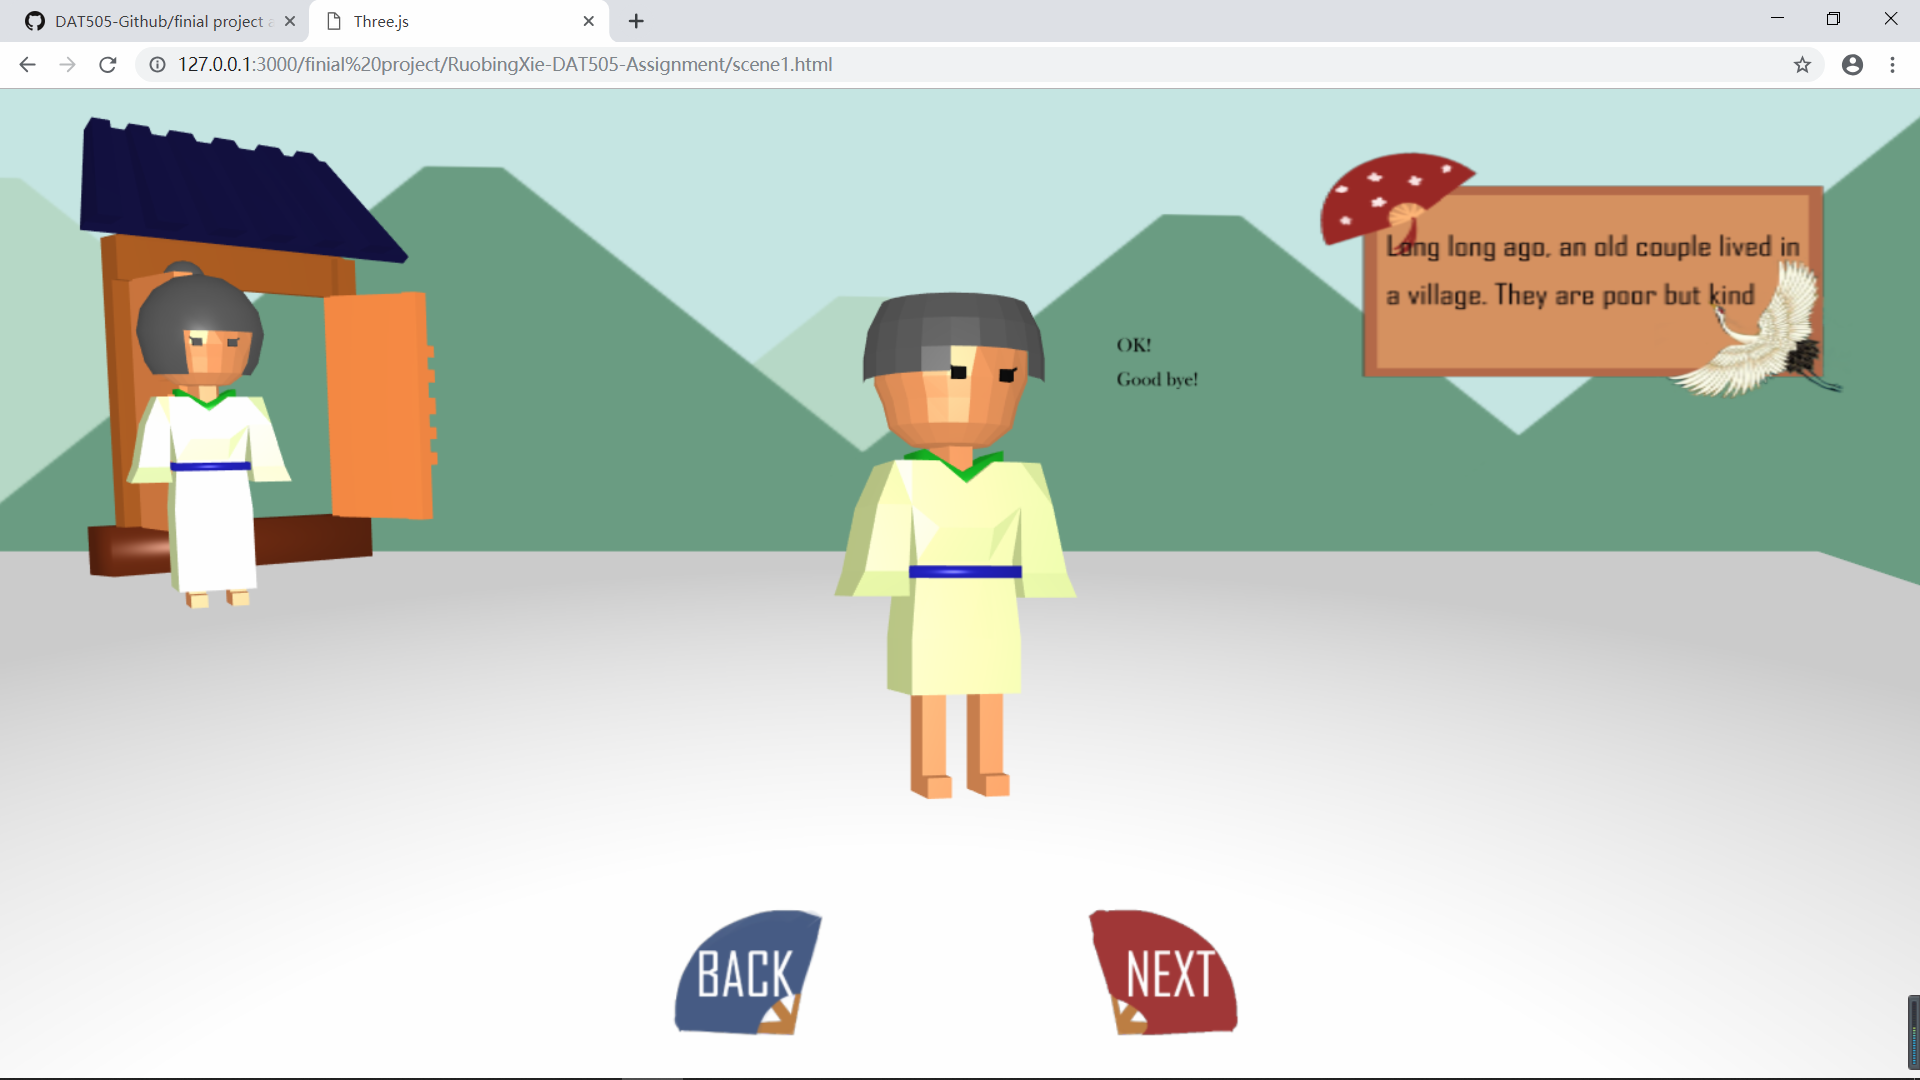 DAT505-Github/finial project a
Three.js
127.0.0.1:3000/finial%20project/RuobingXie-DAT505-Assignment/scene1.html
Long long ago, an old couple lived in
a village. They are poor but kind
OK!
Good bye!
BACK
NEXT